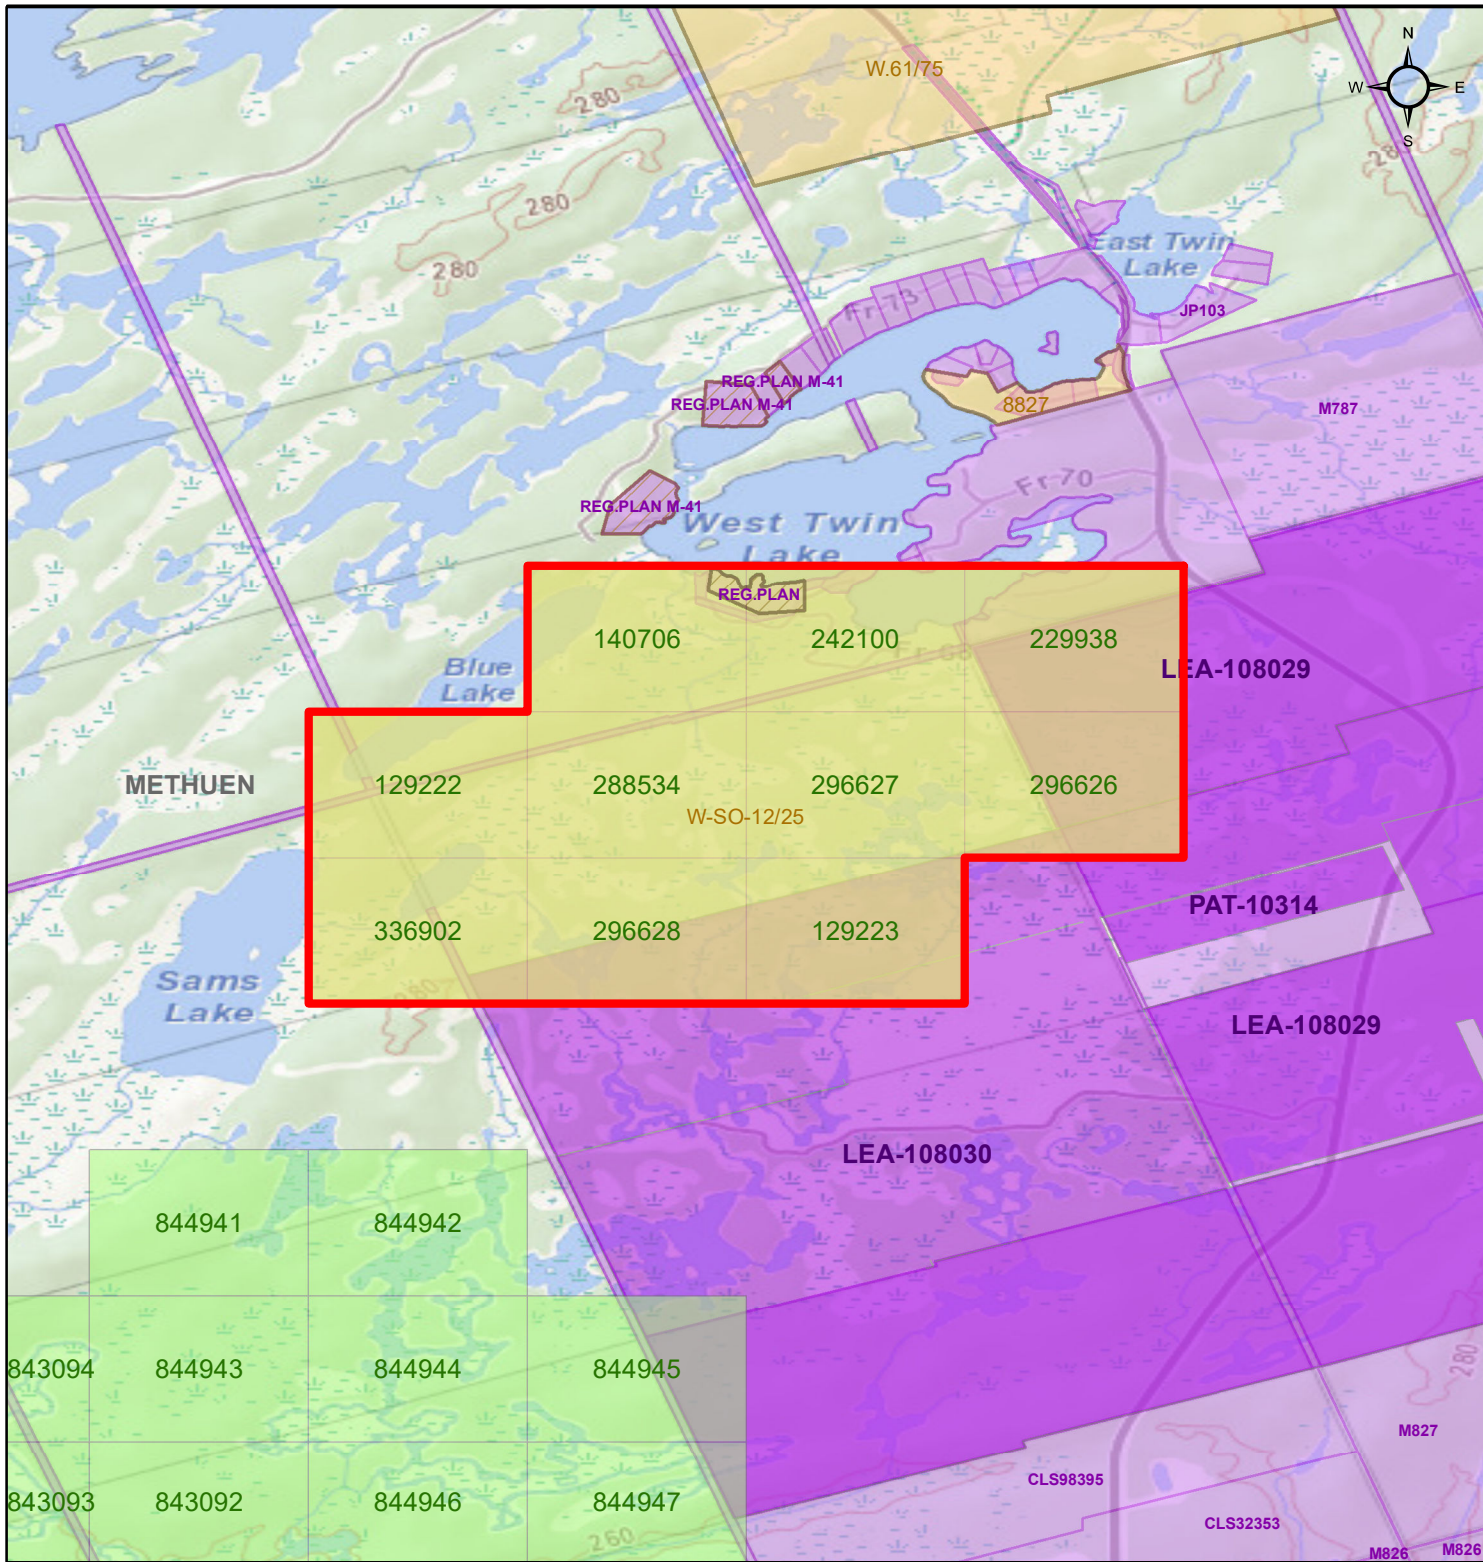 N
W.61/75
W E
280
S
280
280
280
East Twin
Lake
Fr 73
JP103
REG.PLAN M-41
REG.PLAN M-41
8827
M787
Fr 70
REG.PLAN M-41
West Twin
Lake
REG.PLAN
140706 242100 229938
Blue
Lake
LEA-108029
METHUEN
129222 288534 296627 296626
W-SO-12/25
PAT-10314
336902 296628 129223
Sams
Lake
280
LEA-108029
LEA-108030
844941 844942
843094 844943 844944 844945
280
M827
CLS98395
843093 843092 844946 844947
CLS32353
260
M826 M826